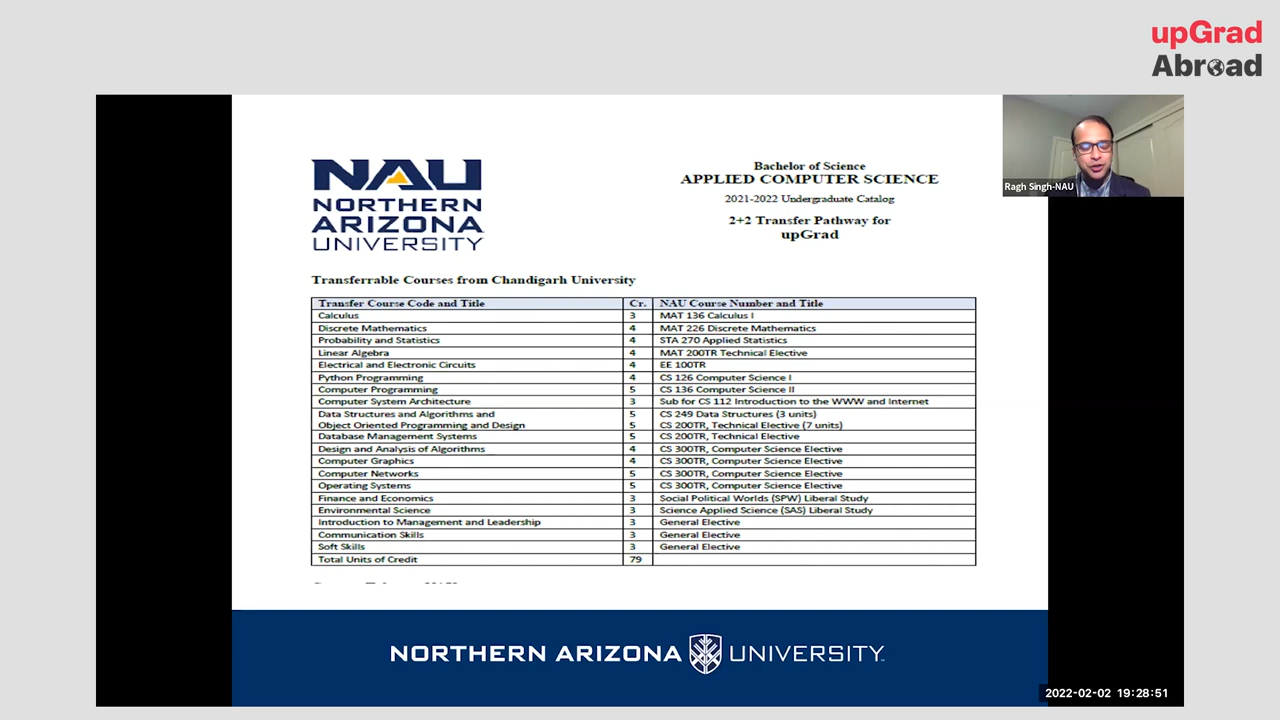 upGrad
Abroad
NAU
NORTHERN
ARIZONA
UNIVERSITY
Bachelor of Science
APPLIED COMPUTER SCIENCE
2021-2022 Undergraduate Catalog
2+2 Transfer Pathway for
upGrad
Ragh Singh-NAU
Transferrable Courses from Chandigarh University
Transfer Course Code and Title Cr. NAU Course Number and Title
Calculus 3 MAT 136 Calculus I
Discrete Mathematics 4 MAT 226 Discrete Mathematics
Probability and Statistics 4 STA 270 Applied Statistics
Linear Algebra 4 MAT 200TR Technical Elective
Electrical and Electronic Circuits 4 EE 100TR
Python Programming 4 CS 126 Computer Science I
Computer Programming 5 CS 136 Computer Science II
Computer System Architecture 3 Sub for CS 112 Introduction to the WWW and Internet
Data Structures and Algorithms and 5 CS 249 Data Structures (3 units)
Object Oriented Programming and Design 5 CS 200TR, Technical Elective (7 units)
Database Management Systems 5 CS 200TR, Technical Elective
Design and Analysis of Algorithms 4 CS 300TR, Computer Science Elective
Computer Graphics 4 CS 300TR, Computer Science Elective
Computer Networks 5 CS 300TR, Computer Science Elective
Operating Systems 5 CS 300TR, Computer Science Elective
Finance and Economics 3 Social Political Worlds (SPW) Liberal Study
Environmental Science 3 Science Applied Science (SAS) Liberal Study
Introduction to Management and Leadership 3 General Elective
Communication Skills 3 General Elective
Soft Skills 3 General Elective
Total Units of Credit 79
NORTHERN ARIZONA UNIVERSITY
2022-02-02 19:28:51